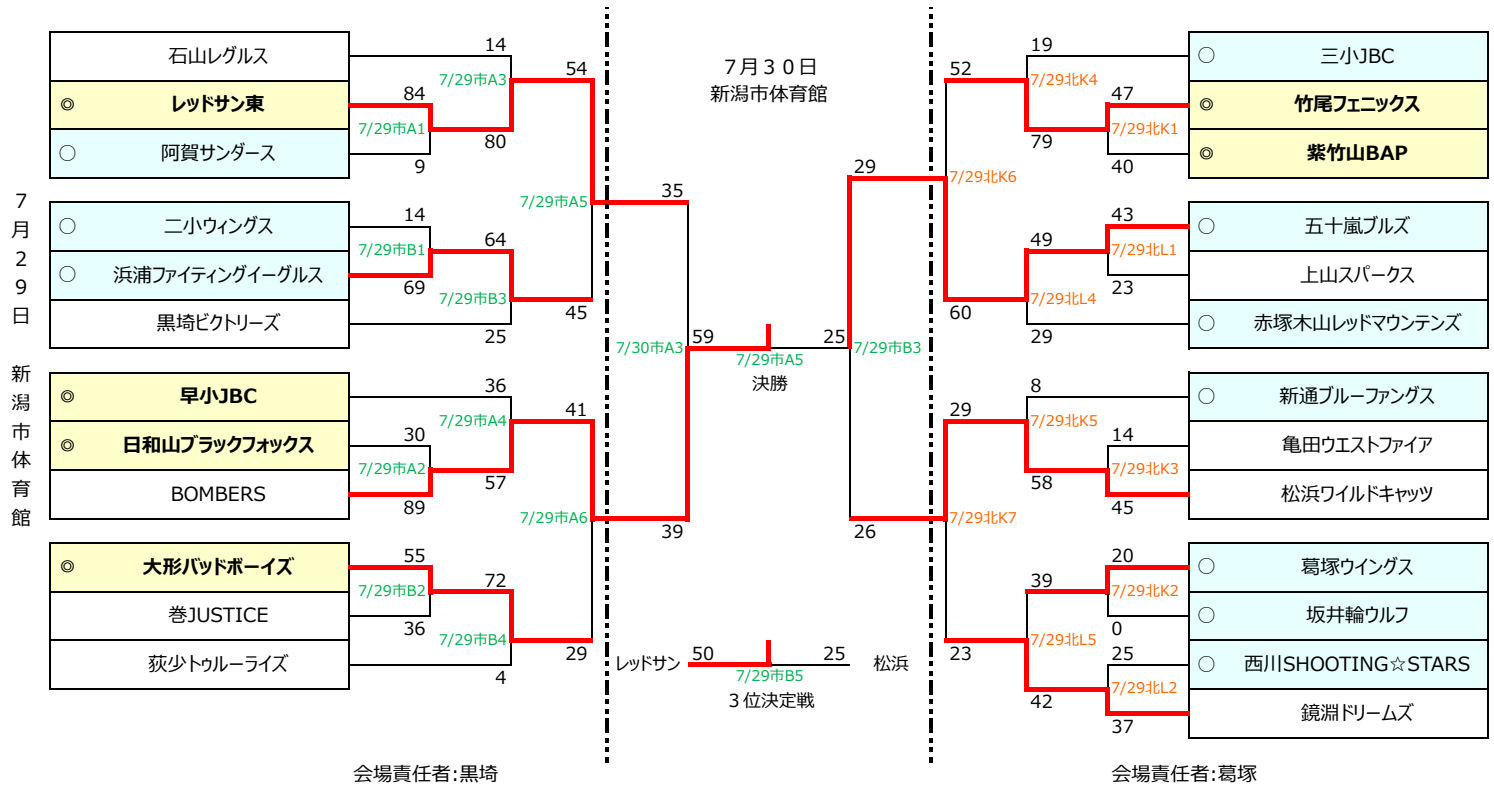 ７月３０日
新潟市体育館
７月２９日　新潟市体育館
石山レグルス
◎ レッドサン東
○ 阿賀サンダース
○ 二小ウィングス
○ 浜浦ファイティングイーグルス
黒埼ビクトリーズ
◎ 早小JBC
◎ 日和山ブラックフォックス
BOMBERS
◎ 大形バッドボーイズ
巻JUSTICE
荻少トゥルーライズ
14
84
7/29市A3
7/29市A1
9
80
54
14
7/29市B1
69
64
7/29市B3
25
45
7/29市A5
36
30
7/29市A4
7/29市A2
89
57
41
55
7/29市B2
36
72
7/29市B4
4
29
7/29市A6
35
7/30市A3
39
59
7/29市A5
25
決勝
レッドサン
50
7/29市B5
25
松浜
３位決定戦
29
7/29市B3
26
52
7/29北K6
60
29
7/29北K7
23
19
7/29北K4
79
47
7/29北K1
40
49
7/29北L4
29
43
7/29北L1
23
8
7/29北K5
58
14
7/29北K3
45
39
7/29北L5
42
20
7/29北K2
0
25
7/29北L2
37
○ 三小JBC
◎ 竹尾フェニックス
◎ 紫竹山BAP
○ 五十嵐ブルズ
上山スパークス
○ 赤塚木山レッドマウンテンズ
○ 新通ブルーファングス
亀田ウエストファイア
松浜ワイルドキャッツ
○ 葛塚ウイングス
○ 坂井輪ウルフ
○ 西川SHOOTING☆STARS
鏡淵ドリームズ
会場責任者:黒埼
会場責任者:葛塚